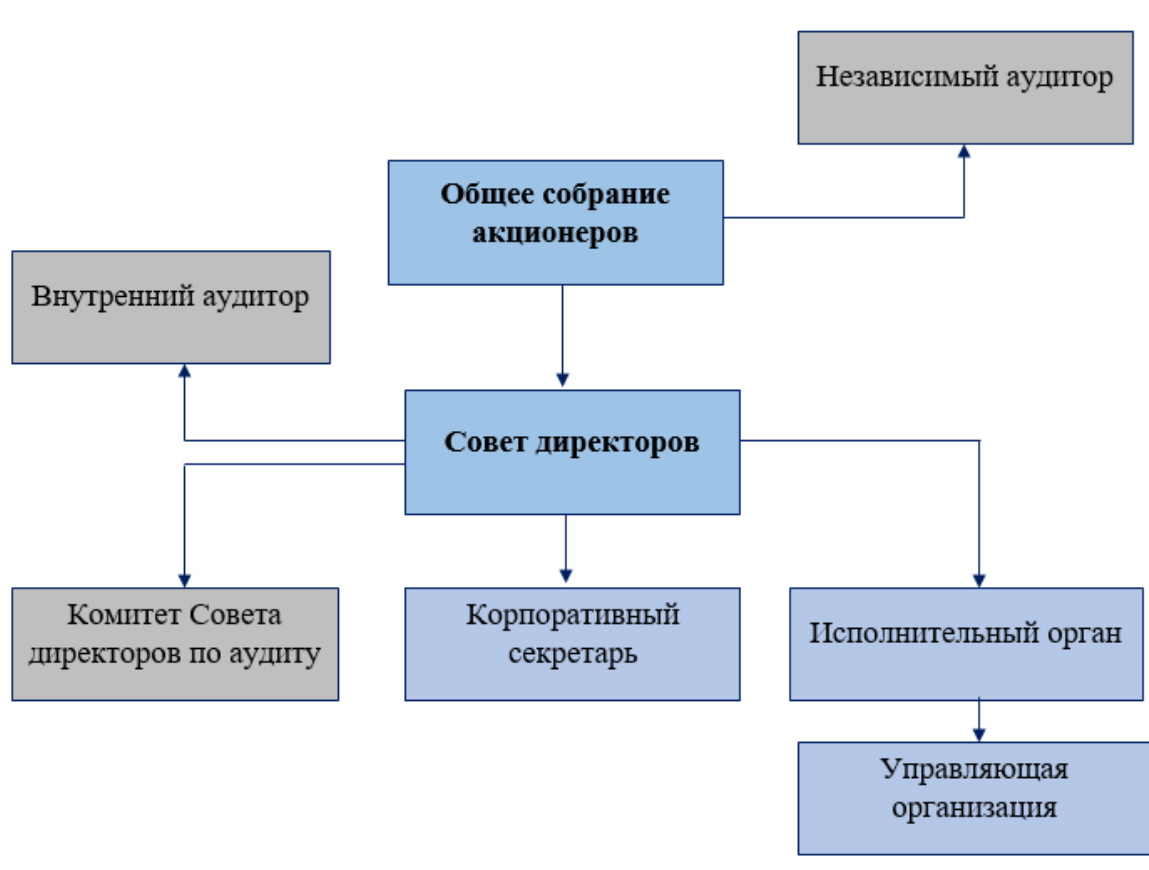 Независимый аудитор
Общее собрание
акционеров
Внутренний аудитор
Совет директоров
Комитет Совета
директоров по аудиту
Корпоративный
секретарь
Исполнительный орган
Управляющая
организация